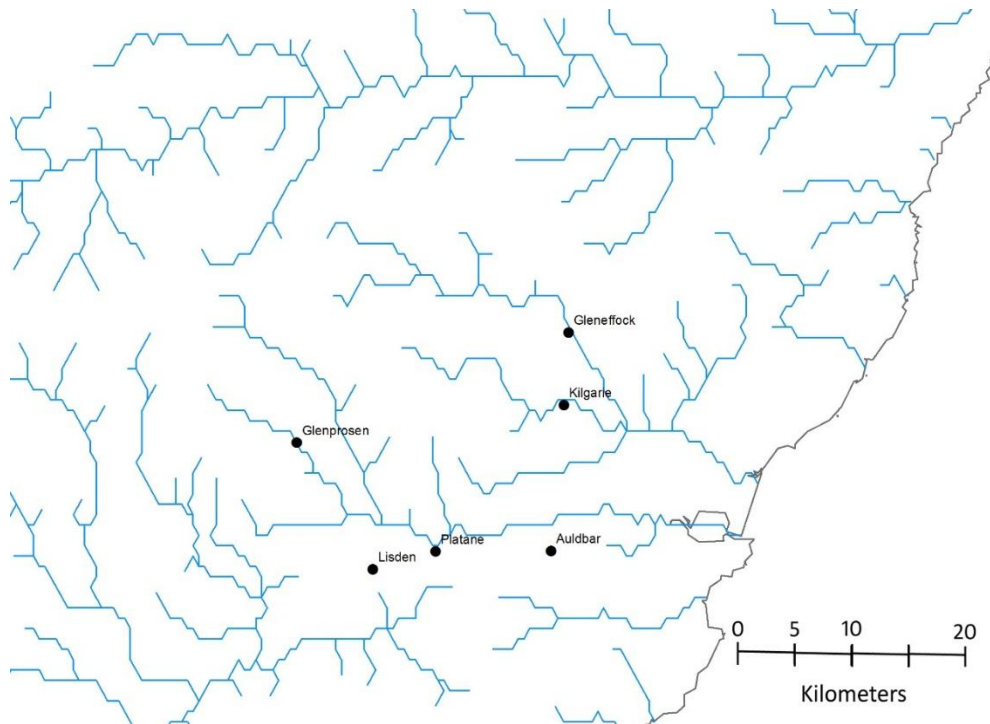 Gleneffock
Kilgarie
Glenprosen
Platane
Auldbar
Lisden
0 5 10 20
Kilometers